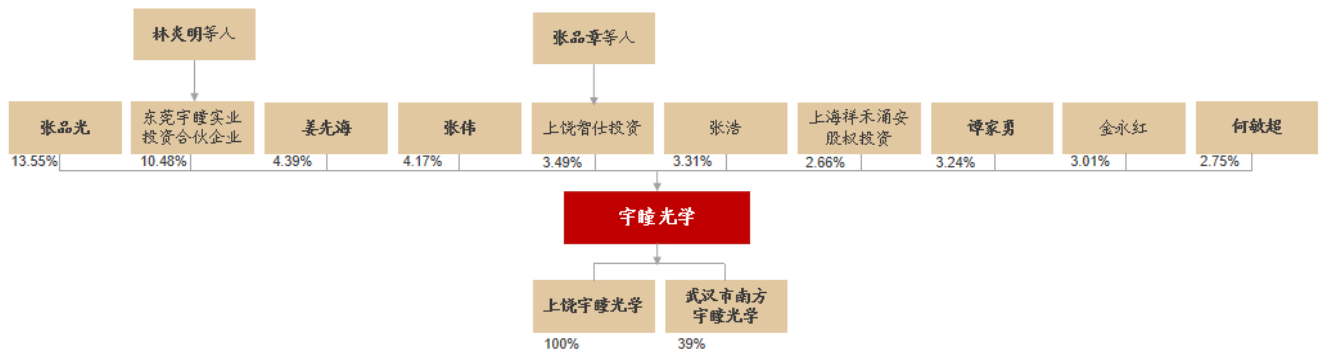 林炎明等人
张品章等人
张品光
东莞宇瞳实业
投资合伙企业
姜先海
张伟
上饶智仕投资
张浩
上海祥禾涌安
股权投资
谭家勇
金永红
何敏超
13.55%
10.48%
4.39%
4.17%
3.49%
3.31%
2.66%
3.24%
3.01%
2.75%
宇瞳光学
上饶宇瞳光学
武汉市南方
宇瞳光学
100%
39%